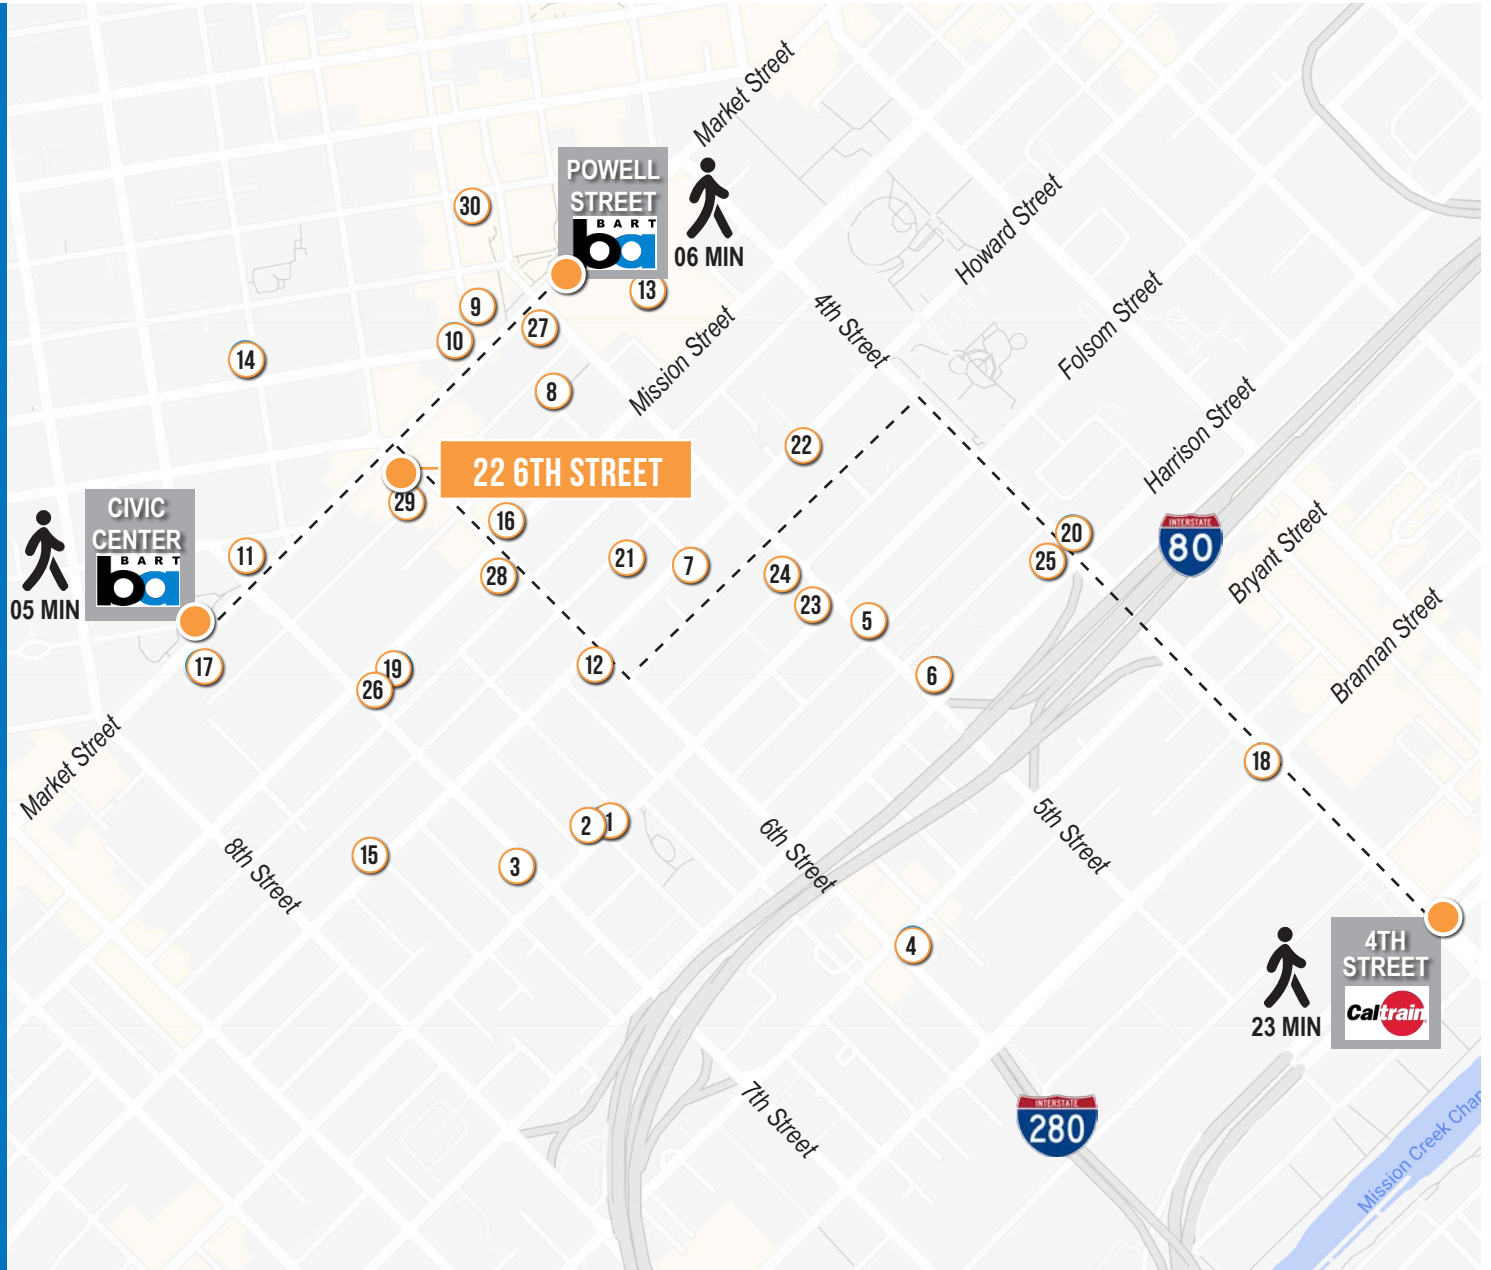 Market Street
POWELL
STREET
BART
ba
06 MIN
30
13
Howard Street
9
27
10
14
Mission Street
4th Street
Folsom Street
8
Harrison Street
22
22 6TH STREET
29
CIVIC
CENTER
BART
ba
05 MIN
16
20
INTERSTATE
80
11
21
7
25
Bryant Street
28
24
23
5
17
19
12
6
26
Brannan Street
Market Street
18
2
1
5th Street
6th Street
15
3
8th Street
4
4TH
STREET
Caltrain
23 MIN
7th Street
INTERSTATE
280
Mission Creek Chan